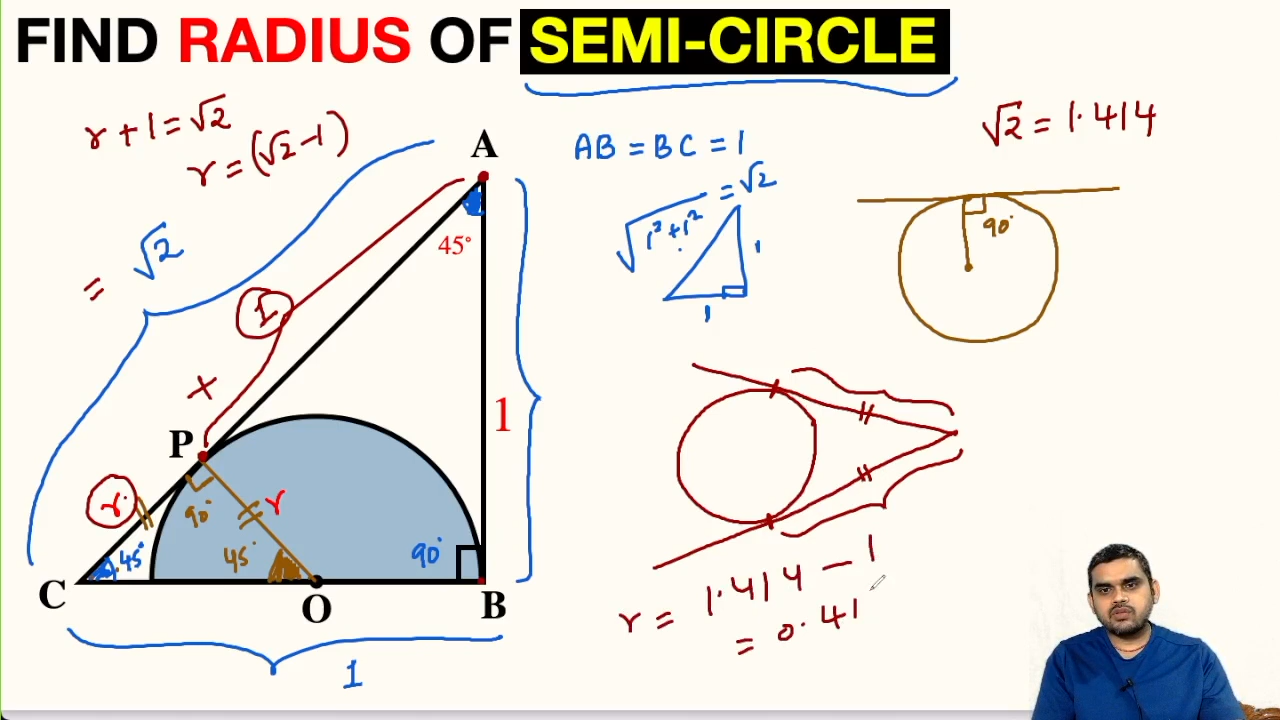 FIND RADIUS OF SEMI-CIRCLE
r + 1 = √2
r = (√2 - 1)
= √2
A
45°
1
+
1
P
r
90°
r
45°
45°
90°
C
O
B
1
AB = BC = 1
√1² + 1² = √2
1
1
√2 = 1.414
90°
r = 1.414 - 1
= 0.41